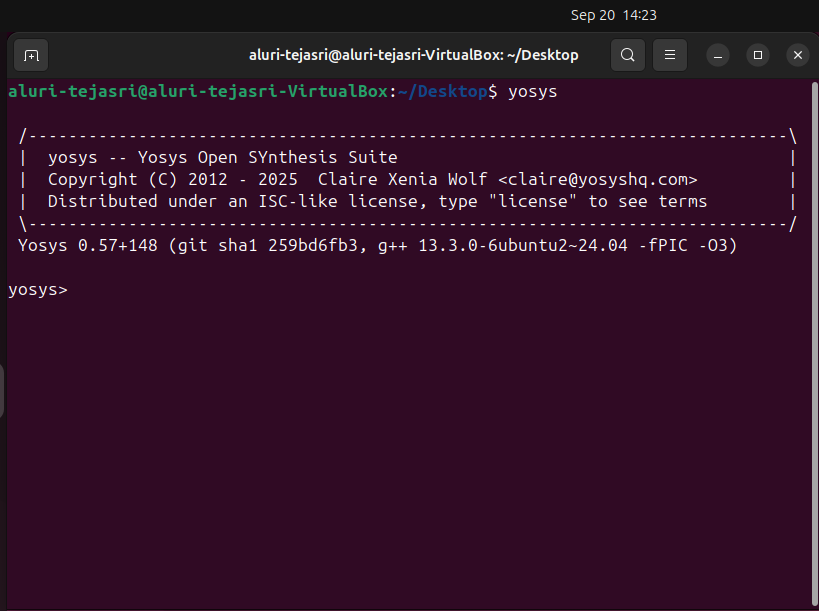 Sep 20 14:23
aluri-tejasri@aluri-tejasri-VirtualBox: ~/Desktop
aluri-tejasri@aluri-tejasri-VirtualBox:~/Desktop$ yosys
/----------------------------------------------------------------------------\
| yosys -- Yosys Open SYnthesis Suite |
| Copyright (C) 2012 - 2025 Claire Xenia Wolf <claire@yosyshq.com> |
| Distributed under an ISC-like license, type "license" to see terms |
\----------------------------------------------------------------------------/
Yosys 0.57+148 (git sha1 259bd6fb3, g++ 13.3.0-6ubuntu2~24.04 -fPIC -O3)
yosys>